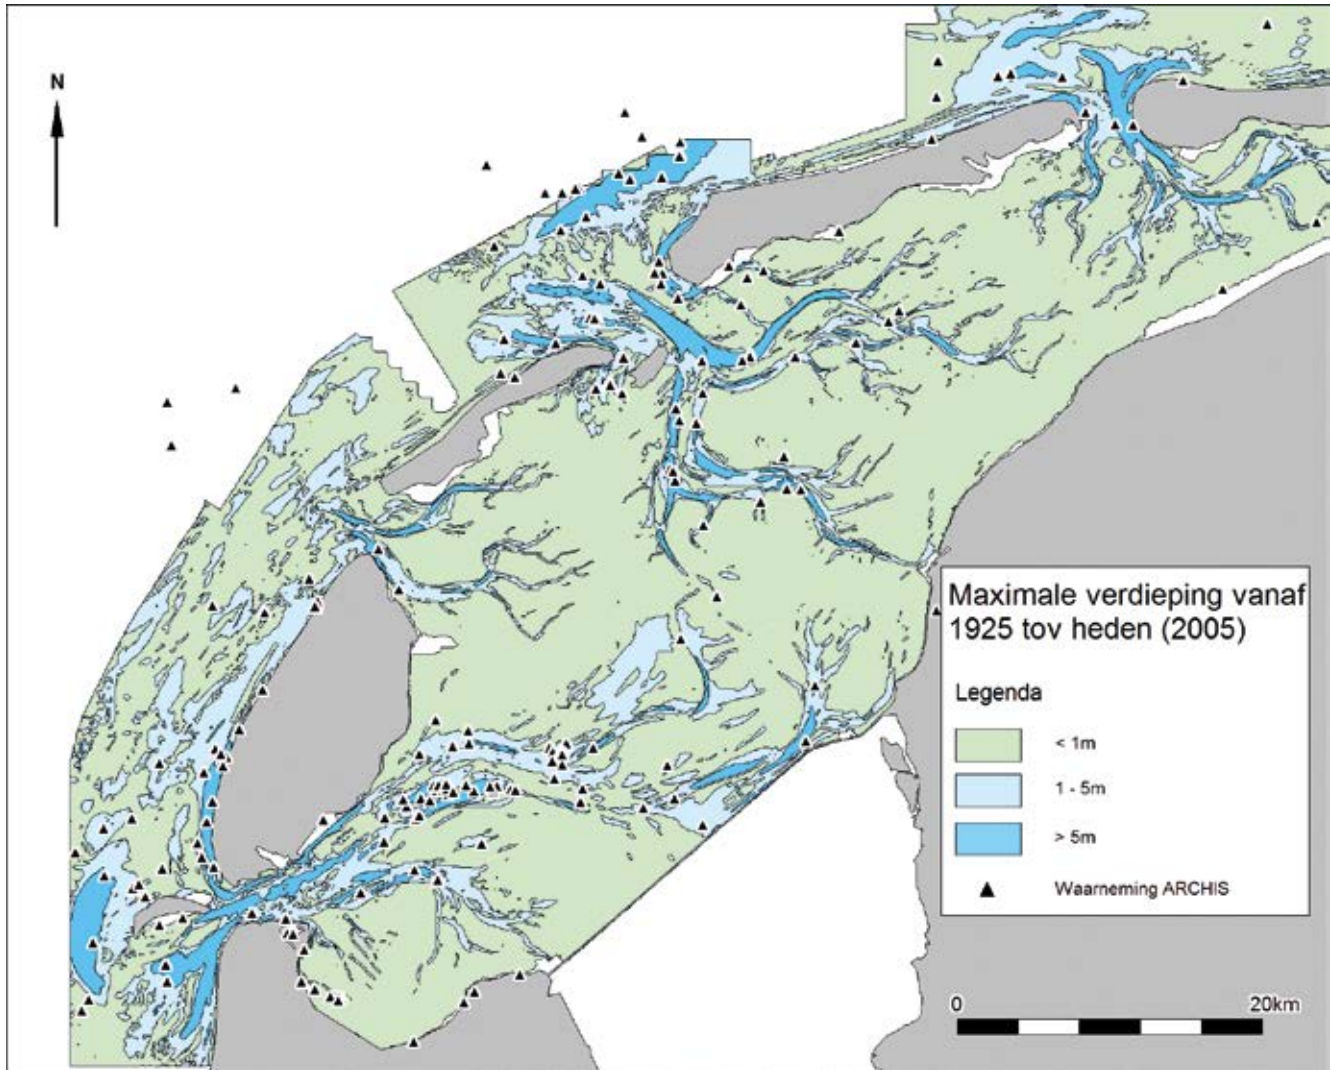 N
Maximale verdieping vanaf
1925 tov heden (2005)
Legenda
< 1m
1 - 5m
> 5m
Waarneming ARCHIS
0 20km